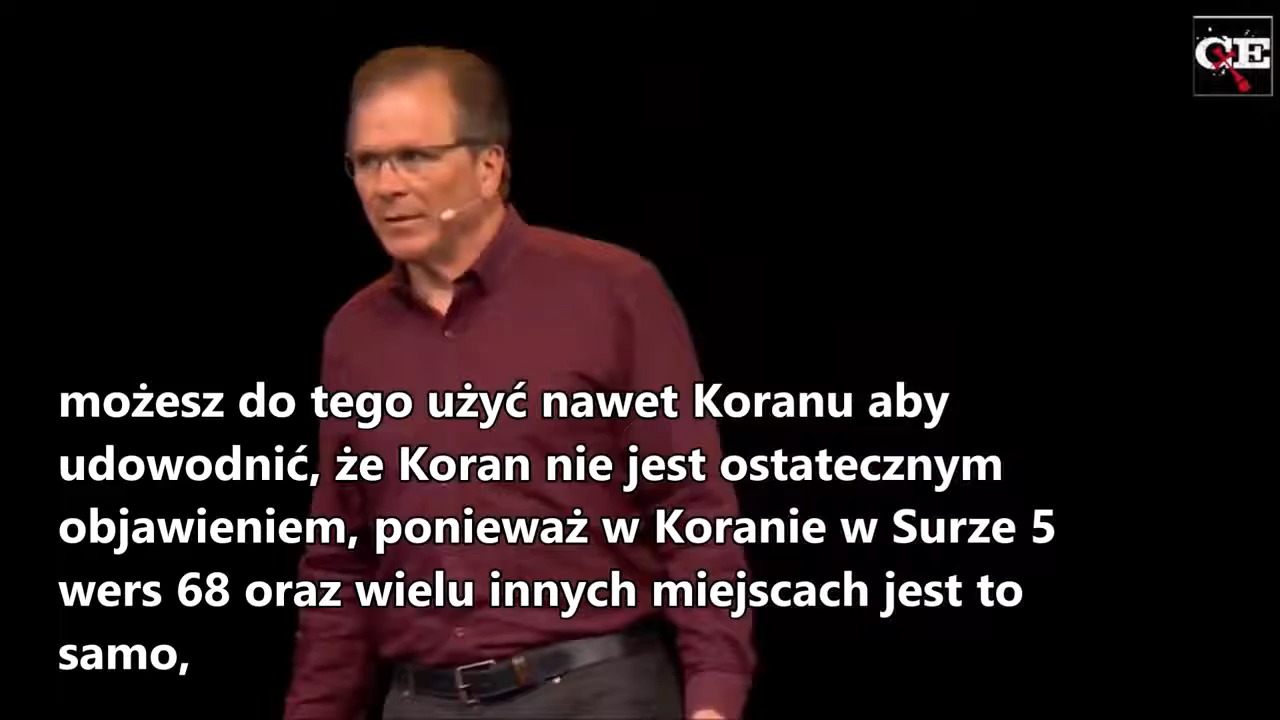 CE
możesz do tego użyć nawet Koranu aby
udowodnić, że Koran nie jest ostatecznym
objawieniem, ponieważ w Koranie w Surze 5
wers 68 oraz wielu innych miejscach jest to
samo,